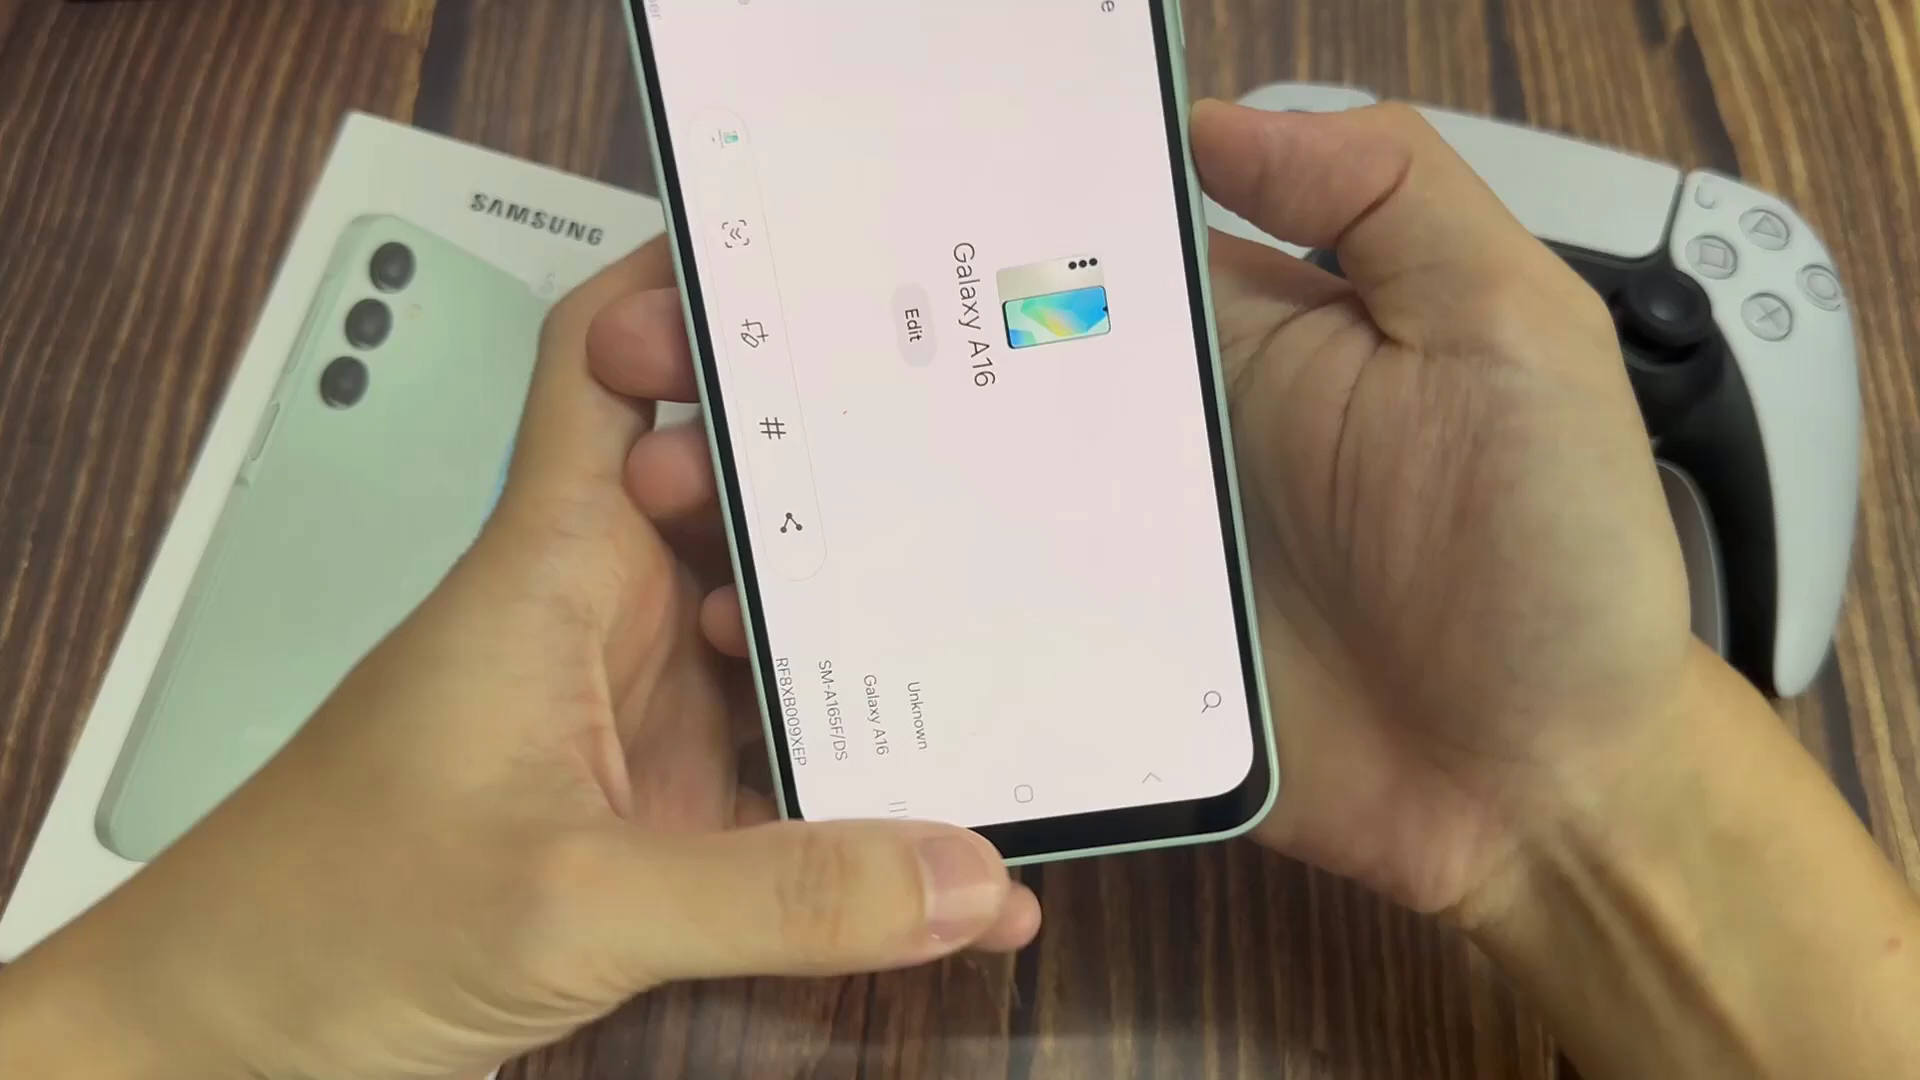 SAMSUNG
Galaxy A16
Edit
Unknown
Galaxy A16
SM-A165F/DS
RF8XB009XEP